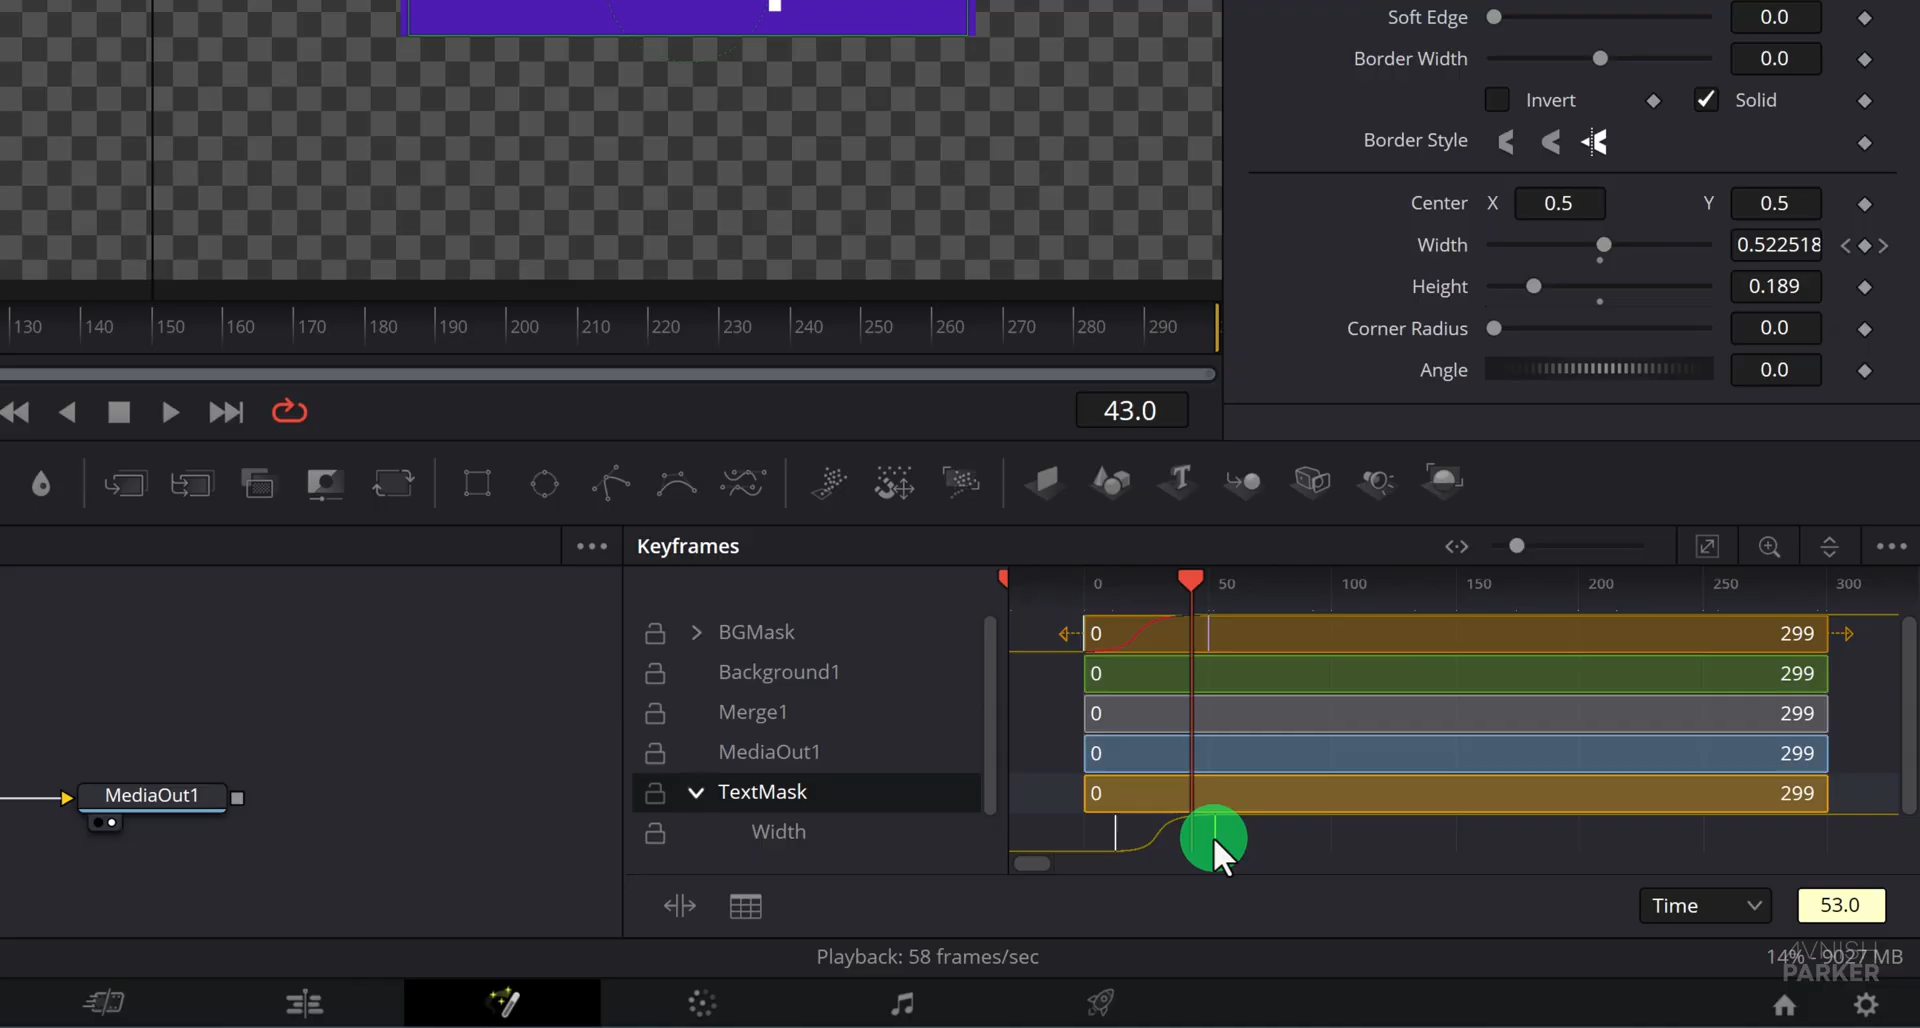 Soft Edge 0.0
Border Width 0.0
Invert Solid
Border Style
Center X 0.5 Y 0.5
Width 0.522518
Height 0.189
Corner Radius 0.0
Angle 0.0
130 140 150 160 170 180 190 200 210 220 230 240 250 260 270 280 290
43.0
Keyframes
0 50 100 150 200 250 300
BGMask 0 299
Background1 0 299
Merge1 0 299
MediaOut1 0 299
TextMask 0 299
Width
MediaOut1
Time 53.0
Playback: 58 frames/sec
14% - 9027 MB
AVNISH
PARKER